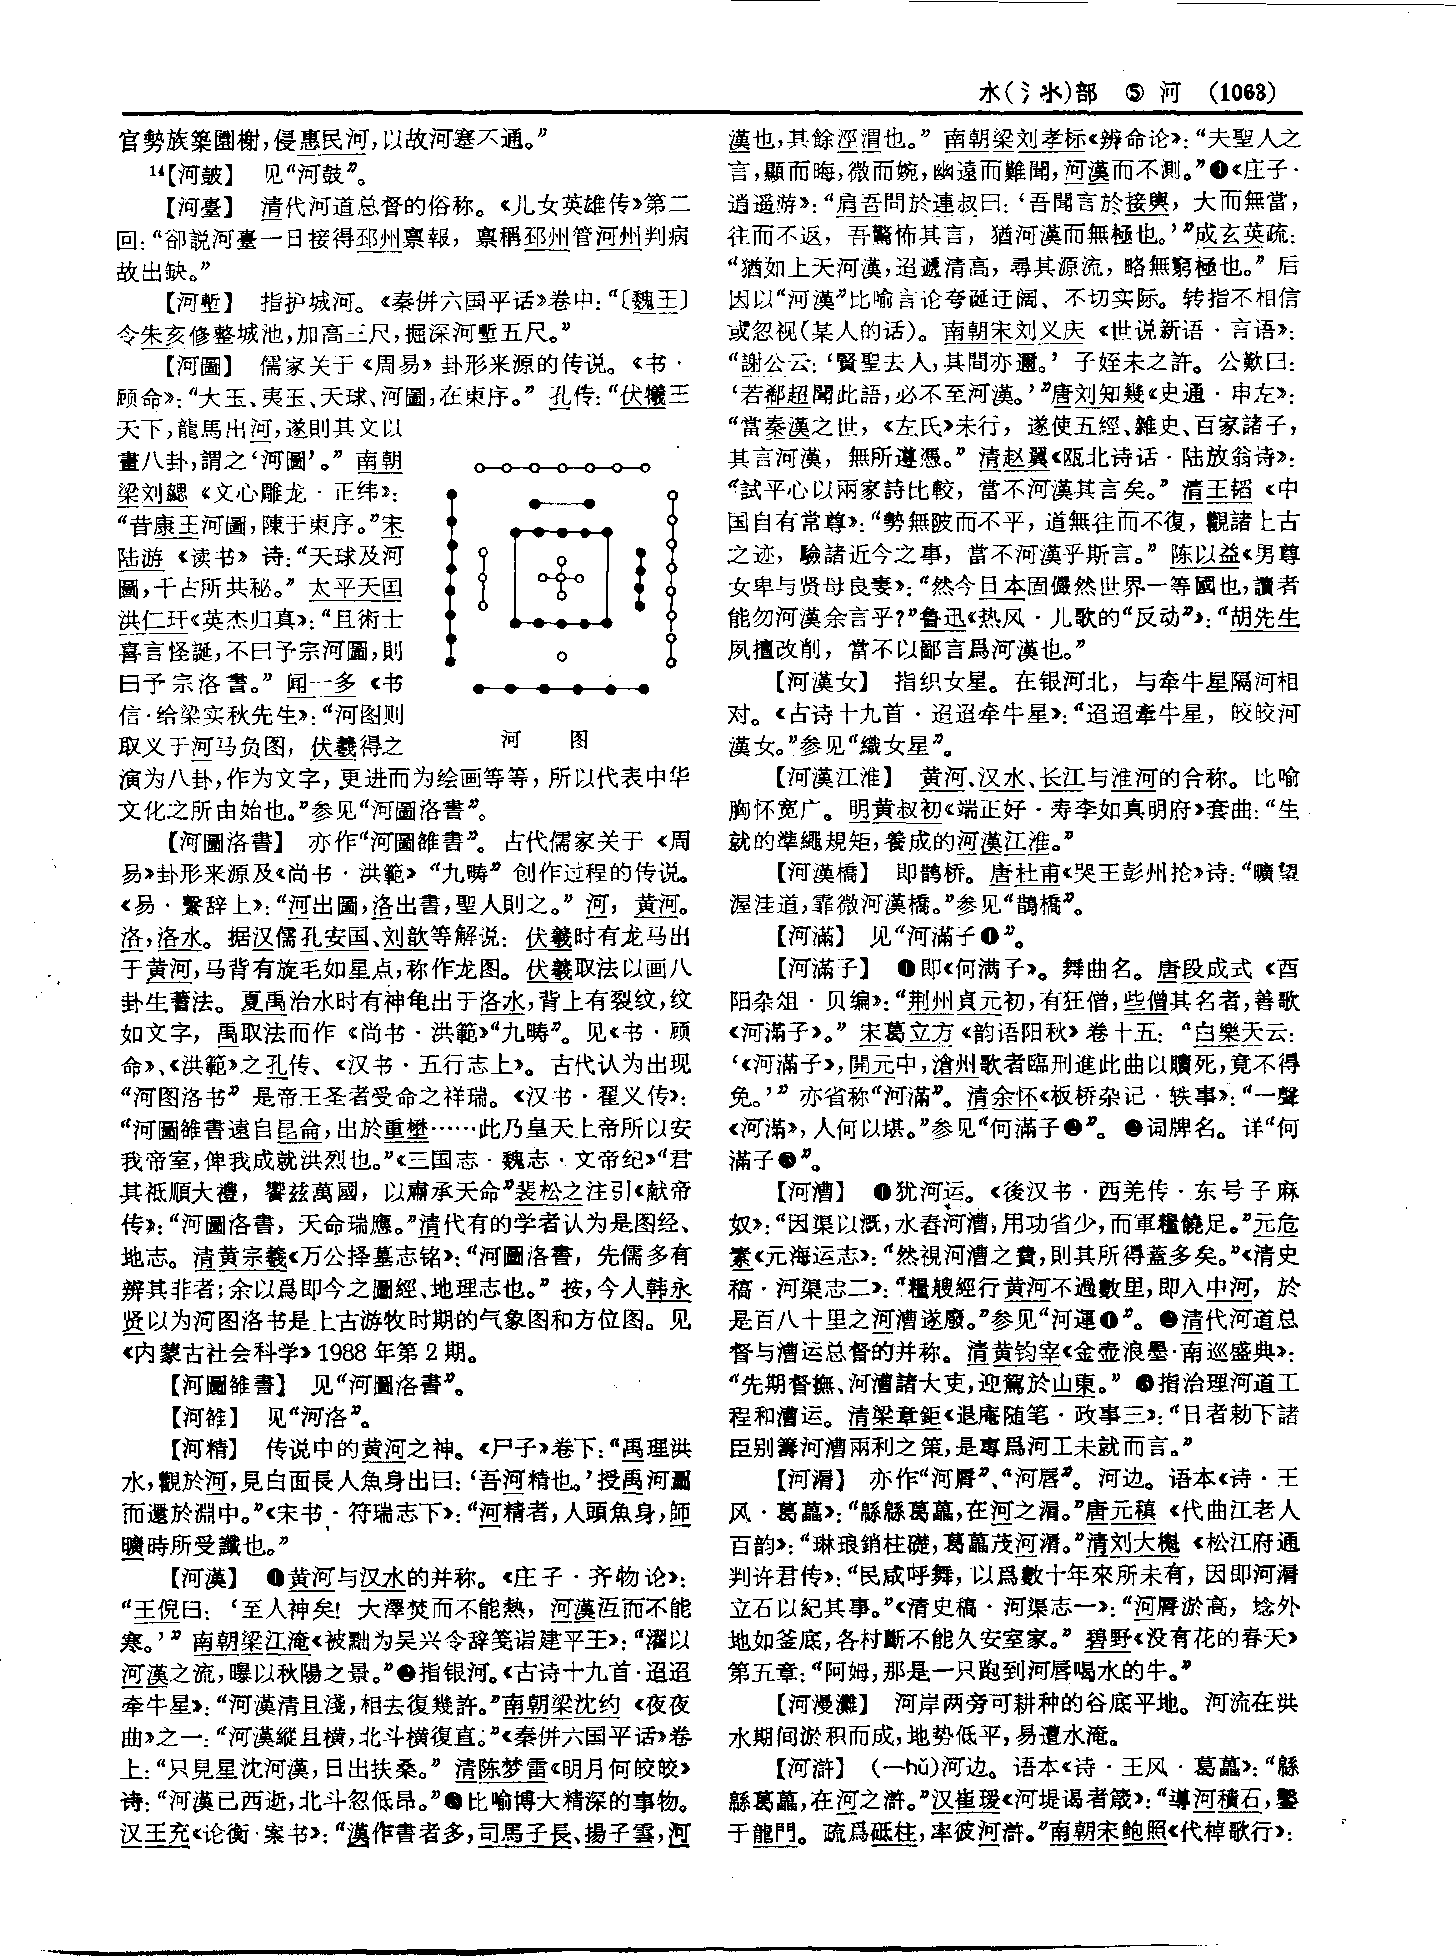 水(氵氺)部 ⑤ 河 (1063)
官勢族築園榭，侵惠民河，以故河塞不通。”
14【河皷】 见“河鼓”。
【河臺】 清代河道总督的俗称。《儿女英雄传》第二
回：“卻説河臺一日接得邳州禀報，禀稱邳州管河州判病
故出缺。”
【河塹】 指护城河。《秦併六国平话》卷中：“〔魏王〕
令朱亥修整城池，加高三尺，掘深河塹五尺。”
【河圖】 儒家关于《周易》卦形来源的传说。《书·
顾命》：“大玉、夷玉、天球、河圖，在東序。” 孔传：“伏犧王
天下，龍馬出河，遂則其文以
畫八卦，謂之‘河圖’。” 南朝
梁刘勰《文心雕龙·正纬》：
“昔康王河圖，陳于東序。”宋
陆游《读书》诗：“天球及河
圖，千古所共秘。” 太平天国
洪仁玕《英杰归真》：“且術士
喜言怪誕，不曰予宗河圖，則
曰予宗洛書。” 闻一多《书
信·给梁实秋先生》：“河图则
取义于河马负图，伏羲得之
河 图
演为八卦，作为文字，更进而为绘画等等，所以代表中华
文化之所由始也。”参见“河圖洛書”。
【河圖洛書】 亦作“河圖雒書”。古代儒家关于《周
易》卦形来源及《尚书·洪範》“九畴”创作过程的传说。
《易·繫辞上》：“河出圖，洛出書，聖人則之。”河，黄河。
洛，洛水。据汉儒孔安国、刘歆等解说：伏羲时有龙马出
于黄河，马背有旋毛如星点，称作龙图。伏羲取法以画八
卦生蓍法。夏禹治水时有神龟出于洛水，背上有裂纹，纹
如文字，禹取法而作《尚书·洪範》“九畴”。见《书·顾
命》、《洪範》之孔传、《汉书·五行志上》。古代认为出现
“河图洛书”是帝王圣者受命之祥瑞。《汉书·翟义传》：
“河圖雒書遠自昆侖，出於重壄……此乃皇天上帝所以安
我帝室，俾我成就洪烈也。”《三国志·魏志·文帝纪》“君
其祗順大禮，饗兹萬國，以肅承天命”裴松之注引《献帝
传》：“河圖洛書，天命瑞應。”清代有的学者认为是图经、
地志。清黄宗羲《万公择墓志铭》：“河圖洛書，先儒多有
辨其非者；余以爲即今之圖經、地理志也。” 按，今人韩永
贤以为河图洛书是上古游牧时期的气象图和方位图。见
《内蒙古社会科学》1988年第2期。
【河圖雒書】 见“河圖洛書”。
【河雒】 见“河洛”。
【河精】 传说中的黄河之神。《尸子》卷下：“禹理洪
水，觀於河，見白面長人魚身出曰：‘吾河精也。’授禹河圖
而還於淵中。”《宋书·符瑞志下》：“河精者，人頭魚身，師
曠時所受讖也。”
【河漢】 ❶黄河与汉水的并称。《庄子·齐物论》：
“王倪曰：‘至人神矣！大澤焚而不能熱，河漢沍而不能
寒。’” 南朝梁江淹《被黜为吴兴令辞笺诣建平王》：“濯以
河漢之流，曝以秋陽之景。”❷指银河。《古诗十九首·迢迢
牵牛星》：“河漢清且淺，相去復幾許。”南朝梁沈约《夜夜
曲》之一：“河漢縱且横，北斗横復直。”《秦併六国平话》卷
上：“只見星沈河漢，日出扶桑。” 清陈梦雷《明月何皎皎》
诗：“河漢已西逝，北斗忽低昂。”❸比喻博大精深的事物。
汉王充《论衡·案书》：“漢作書者多，司馬子長、揚子雲，河
漢也，其餘涇渭也。” 南朝梁刘孝标《辨命论》：“夫聖人之
言，顯而晦，微而婉，幽遠而難聞，河漢而不測。”❹《庄子·
逍遥游》：“肩吾問於連叔曰：‘吾聞言於接輿，大而無當，
往而不返，吾驚怖其言，猶河漢而無極也。’”成玄英疏：
“猶如上天河漢，迢遞清高，尋其源流，略無窮極也。” 后
因以“河漢”比喻言论夸诞迂阔、不切实际。转指不相信
或忽视(某人的话)。南朝宋刘义庆《世说新语·言语》：
“謝公云：‘賢聖去人，其間亦邇。’子姪未之許。公歎曰：
‘若郗超聞此語，必不至河漢。’”唐刘知幾《史通·申左》：
“當秦漢之世，《左氏》未行，遂使五經、雜史、百家諸子，
其言河漢，無所遵憑。” 清赵翼《瓯北诗话·陆放翁诗》：
“試平心以兩家詩比較，當不河漢其言矣。” 清王韬《中
国自有常尊》：“勢無陂而不平，道無往而不復，觀諸上古
之迹，驗諸近今之事，當不河漢乎斯言。” 陈以益《男尊
女卑与贤母良妻》：“然今日本固儼然世界一等國也，讀者
能勿河漢余言乎？”鲁迅《热风·儿歌的“反动”》：“胡先生
夙擅改削，當不以鄙言爲河漢也。”
【河漢女】 指织女星。在银河北，与牵牛星隔河相
对。《古诗十九首·迢迢牵牛星》：“迢迢牽牛星，皎皎河
漢女。”参见“織女星”。
【河漢江淮】 黄河、汉水、长江与淮河的合称。比喻
胸怀宽广。明黄叔初《端正好·寿李如真明府》套曲：“生
就的準繩規矩，養成的河漢江淮。”
【河漢橋】 即鹊桥。唐杜甫《哭王彭州抡》诗：“曠望
渥洼道，霏微河漢橋。”参见“鵲橋”。
【河滿】 见“河滿子❶”。
【河滿子】 ❶即《何满子》。舞曲名。唐段成式《酉
阳杂俎·贝编》：“荆州貞元初，有狂僧，些僧其名者，善歌
《河滿子》。” 宋葛立方《韵语阳秋》卷十五：“白樂天云：
‘《河滿子》，開元中，滄州歌者臨刑進此曲以贖死，竟不得
免。’”亦省称“河滿”。清余怀《板桥杂记·轶事》：“一聲
《河滿》，人何以堪。”参见“何滿子❷”。❷词牌名。详“何
滿子❸”。
【河漕】 ❶犹河运。《後汉书·西羌传·东号子麻
奴》：“因渠以溉，水舂河漕，用功省少，而軍糧饒足。”元危
素《元海运志》：“然視河漕之費，則其所得蓋多矣。”《清史
稿·河渠志二》：“糧艘經行黄河不過數里，即入中河，於
是百八十里之河漕遂廢。”参见“河運❶”。❷清代河道总
督与漕运总督的并称。清黄钧宰《金壶浪墨·南巡盛典》：
“先期督撫、河漕諸大吏，迎駕於山東。” ❸指治理河道工
程和漕运。清梁章鉅《退庵随笔·政事三》：“日者勅下諸
臣别籌河漕兩利之策，是專爲河工未就而言。”
【河漘】 亦作“河脣”、“河唇”。河边。语本《诗·王
风·葛藟》：“緜緜葛藟，在河之漘。”唐元稹《代曲江老人
百韵》：“琳琅銷柱礎，葛藟茂河漘。”清刘大櫆《松江府通
判许君传》：“民咸呼舞，以爲數十年來所未有，因即河漘
立石以紀其事。”《清史稿·河渠志一》：“河脣淤高，埝外
地如釜底，各村斷不能久安室家。” 碧野《没有花的春天》
第五章：“阿姆，那是一只跑到河唇喝水的牛。”
【河漫灘】 河岸两旁可耕种的谷底平地。河流在洪
水期间淤积而成，地势低平，易遭水淹。
【河滸】 (—hǔ)河边。语本《诗·王风·葛藟》：“緜
緜葛藟，在河之滸。”汉崔瑗《河堤谒者箴》：“導河積石，鑿
于龍門。疏爲砥柱，率彼河滸。”南朝宋鲍照《代棹歌行》：